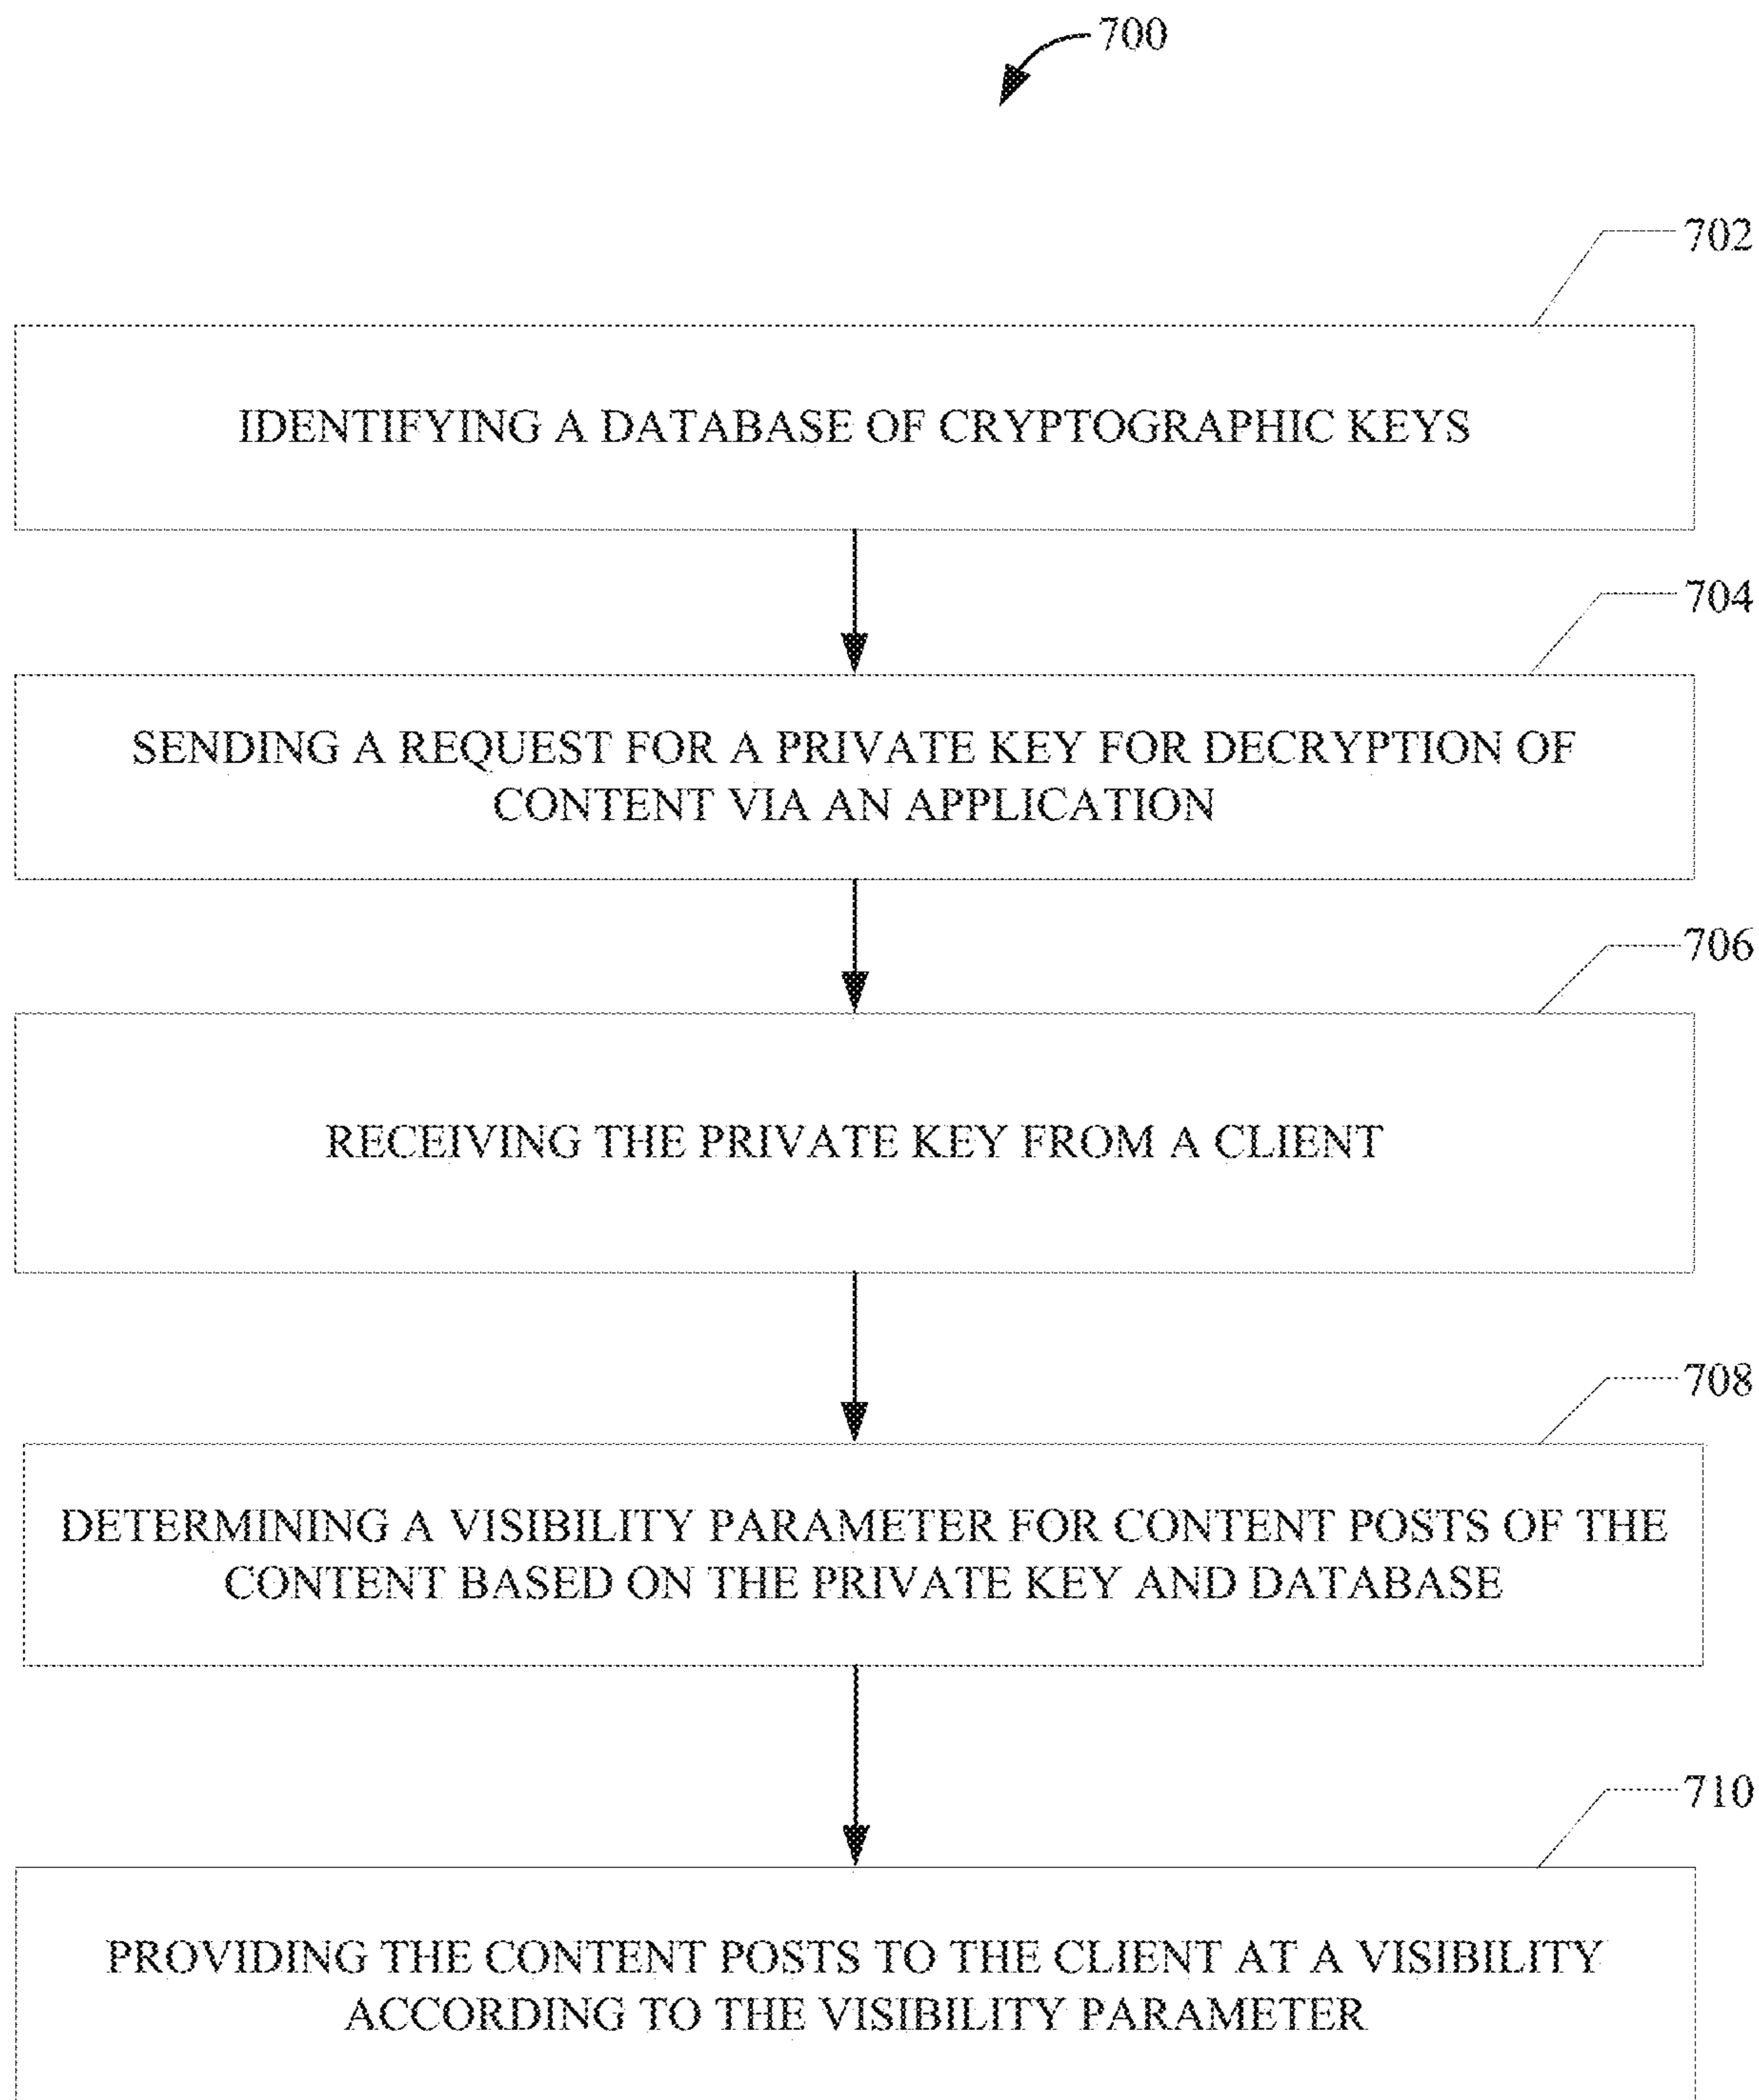 700
702
IDENTIFYING A DATABASE OF CRYPTOGRAPHIC KEYS
704
SENDING A REQUEST FOR A PRIVATE KEY FOR DECRYPTION OF
CONTENT VIA AN APPLICATION
706
RECEIVING THE PRIVATE KEY FROM A CLIENT
708
DETERMINING A VISIBILITY PARAMETER FOR CONTENT POSTS OF THE
CONTENT BASED ON THE PRIVATE KEY AND DATABASE
710
PROVIDING THE CONTENT POSTS TO THE CLIENT AT A VISIBILITY
ACCORDING TO THE VISIBILITY PARAMETER